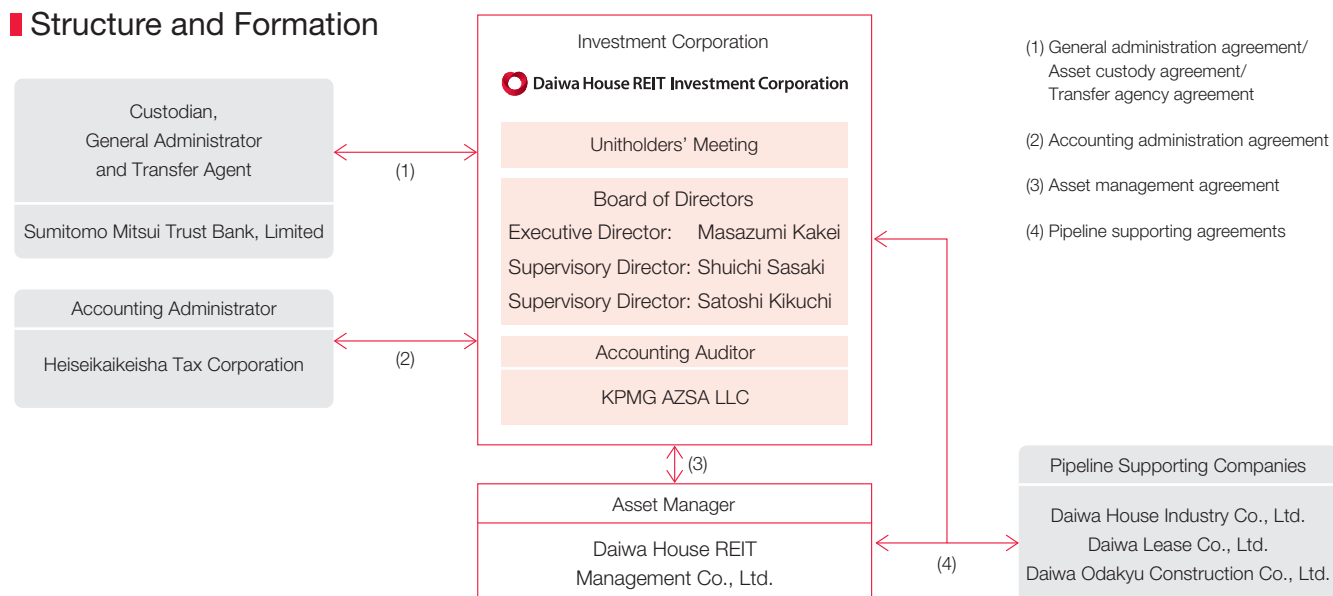 Structure and Formation
Custodian,
General Administrator
and Transfer Agent
Sumitomo Mitsui Trust Bank, Limited
(1)
Accounting Administrator
Heiseikaikeisha Tax Corporation
(2)
Investment Corporation
Daiwa House REIT Investment Corporation
Unitholders' Meeting
Board of Directors
Executive Director: Masazumi Kakei
Supervisory Director: Shuichi Sasaki
Supervisory Director: Satoshi Kikuchi
Accounting Auditor
KPMG AZSA LLC
(3)
Asset Manager
Daiwa House REIT
Management Co., Ltd.
(4)
Pipeline Supporting Companies
Daiwa House Industry Co., Ltd.
Daiwa Lease Co., Ltd.
Daiwa Odakyu Construction Co., Ltd.
(1) General administration agreement/
Asset custody agreement/
Transfer agency agreement
(2) Accounting administration agreement
(3) Asset management agreement
(4) Pipeline supporting agreements